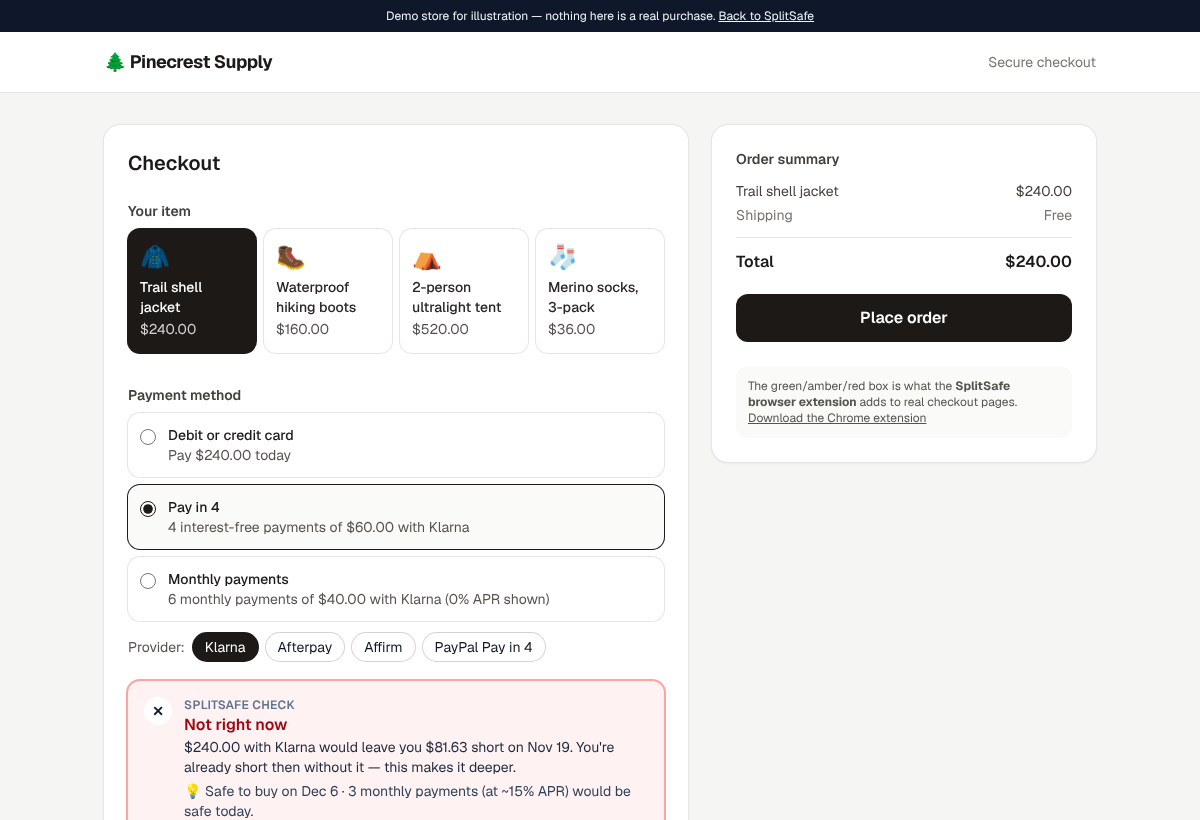 Demo store for illustration — nothing here is a real purchase. Back to SplitSafe
🌲 Pinecrest Supply
Secure checkout
Checkout
Your item
Trail shell
jacket
$240.00
Waterproof
hiking boots
$160.00
2-person
ultralight tent
$520.00
Merino socks,
3-pack
$36.00
Payment method
Debit or credit card
Pay $240.00 today
Pay in 4
4 interest-free payments of $60.00 with Klarna
Monthly payments
6 monthly payments of $40.00 with Klarna (0% APR shown)
Provider: Klarna Afterpay Affirm PayPal Pay in 4
SPLITSAFE CHECK
Not right now
$240.00 with Klarna would leave you $81.63 short on Nov 19. You're
already short then without it — this makes it deeper.
💡 Safe to buy on Dec 6 · 3 monthly payments (at ~15% APR) would be
safe today.
Order summary
Trail shell jacket $240.00
Shipping Free
Total $240.00
Place order
The green/amber/red box is what the SplitSafe
browser extension adds to real checkout pages.
Download the Chrome extension